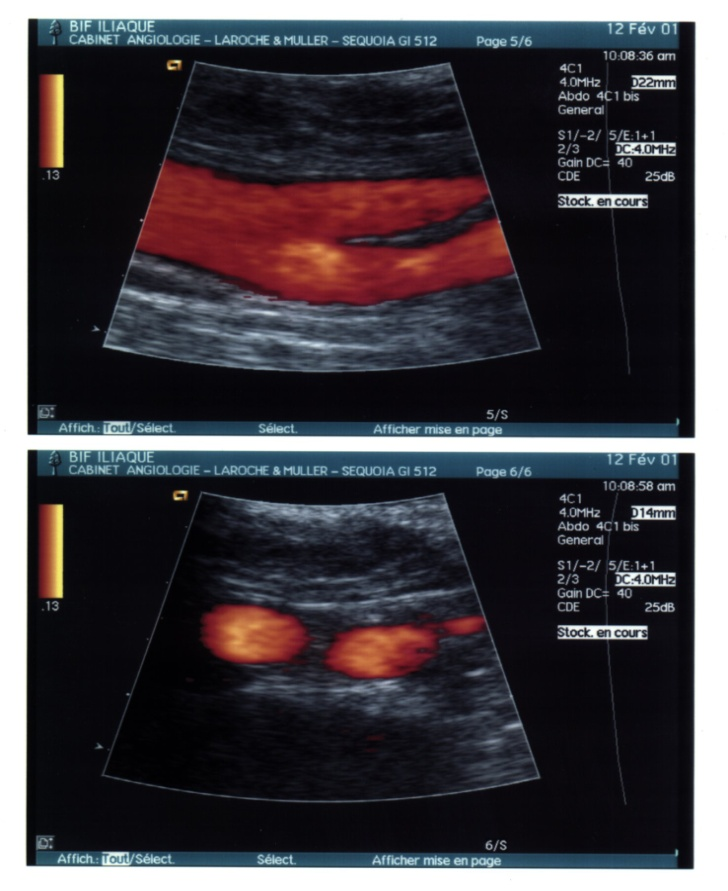 BIF ILIAQUE
12 Fév 01
CABINET ANGIOLOGIE – LAROCHE & MULLER – SEQUOIA GI 512 Page 5/6
10:08:36 am
4C1
4.0MHz D22mm
Abdo 4C1 bis
General
S1/-2/ 5/E:1+1
2/3 DC:4.0MHz
Gain DC= 40
CDE 25dB
Stock. en cours
.13
5/S
Affich.: Tout/Sélect. Sélect. Afficher mise en page
BIF ILIAQUE
12 Fév 01
CABINET ANGIOLOGIE – LAROCHE & MULLER – SEQUOIA GI 512 Page 6/6
10:08:58 am
4C1
4.0MHz D14mm
Abdo 4C1 bis
General
S1/-2/ 5/E:1+1
2/3 DC:4.0MHz
Gain DC= 40
CDE 25dB
Stock. en cours
.13
6/S
Affich.: Tout/Sélect. Sélect. Afficher mise en page